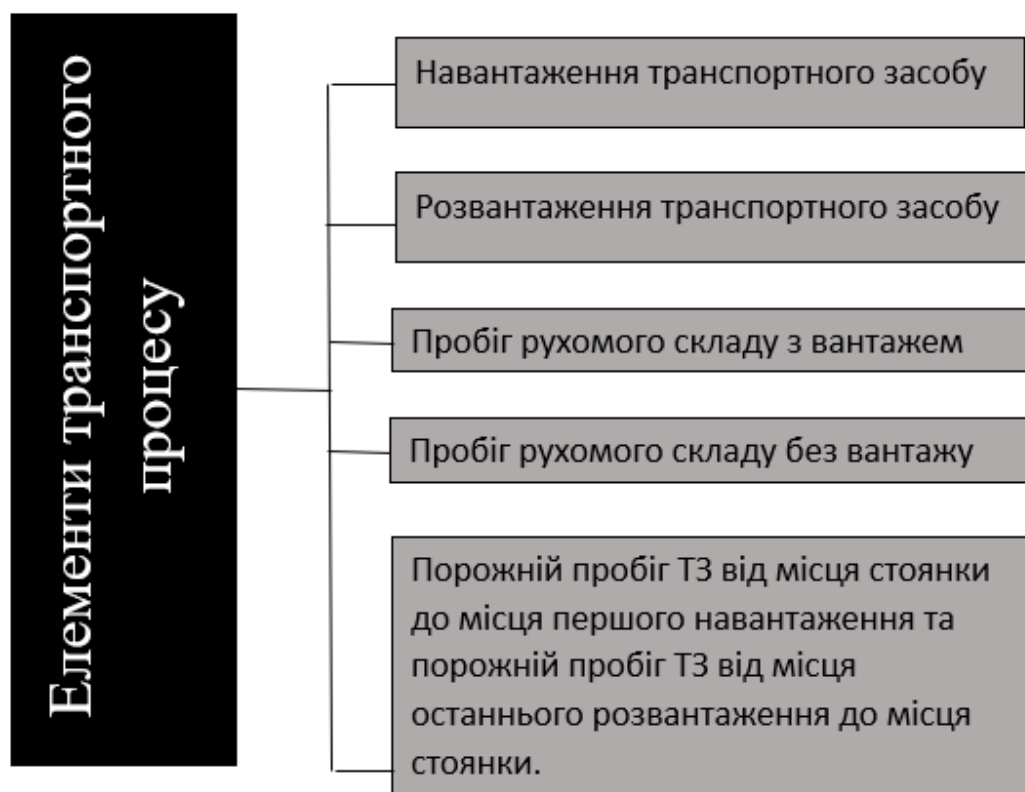 Елементи транспортного
процесу
Навантаження транспортного засобу
Розвантаження транспортного засобу
Пробіг рухомого складу з вантажем
Пробіг рухомого складу без вантажу
Порожній пробіг ТЗ від місця стоянки
до місця першого навантаження та
порожній пробіг ТЗ від місця
останнього розвантаження до місця
стоянки.